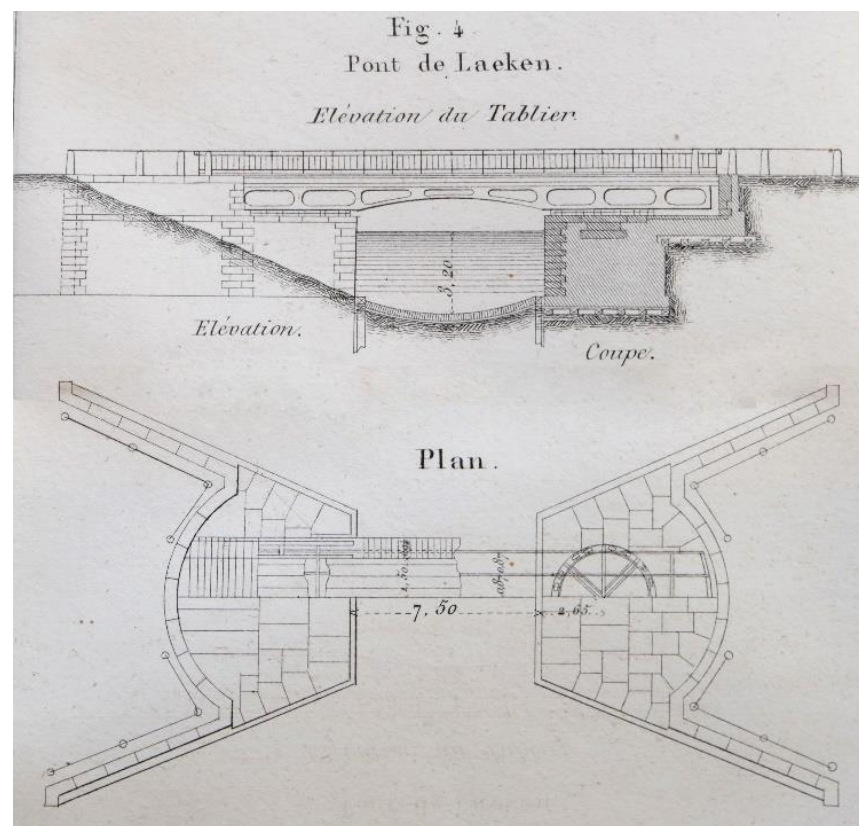 Fig. 4
Pont de Laeken.
Elévation du Tablier.
3,20
Elévation.
Coupe.
Plan.
7,50
2,65